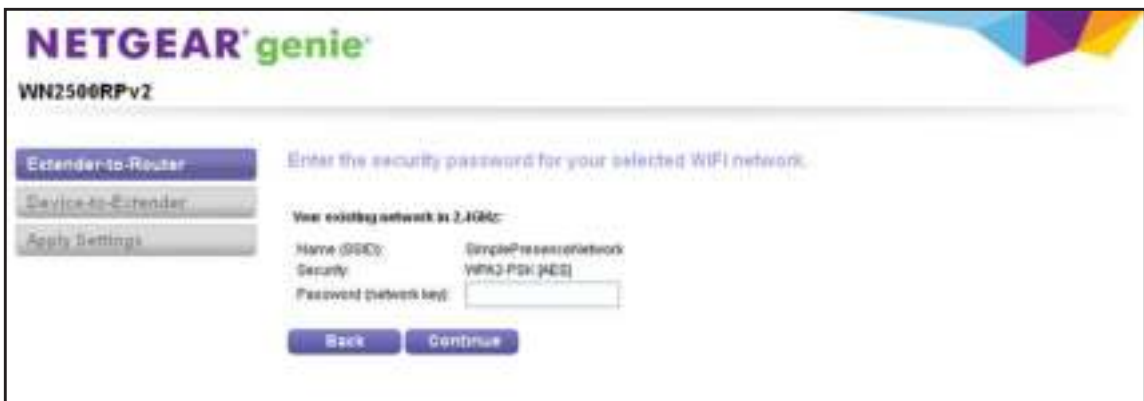 NETGEAR® genie®
WN2500RPv2
Extender-to-Router
Device-to-Extender
Apply Settings
Enter the security password for your selected WIFI network.
Your existing network in 2.4GHz:
Name (SSID): SimplePresenceNetwork
Security: WPA2-PSK [AES]
Password (network key):
Back Continue